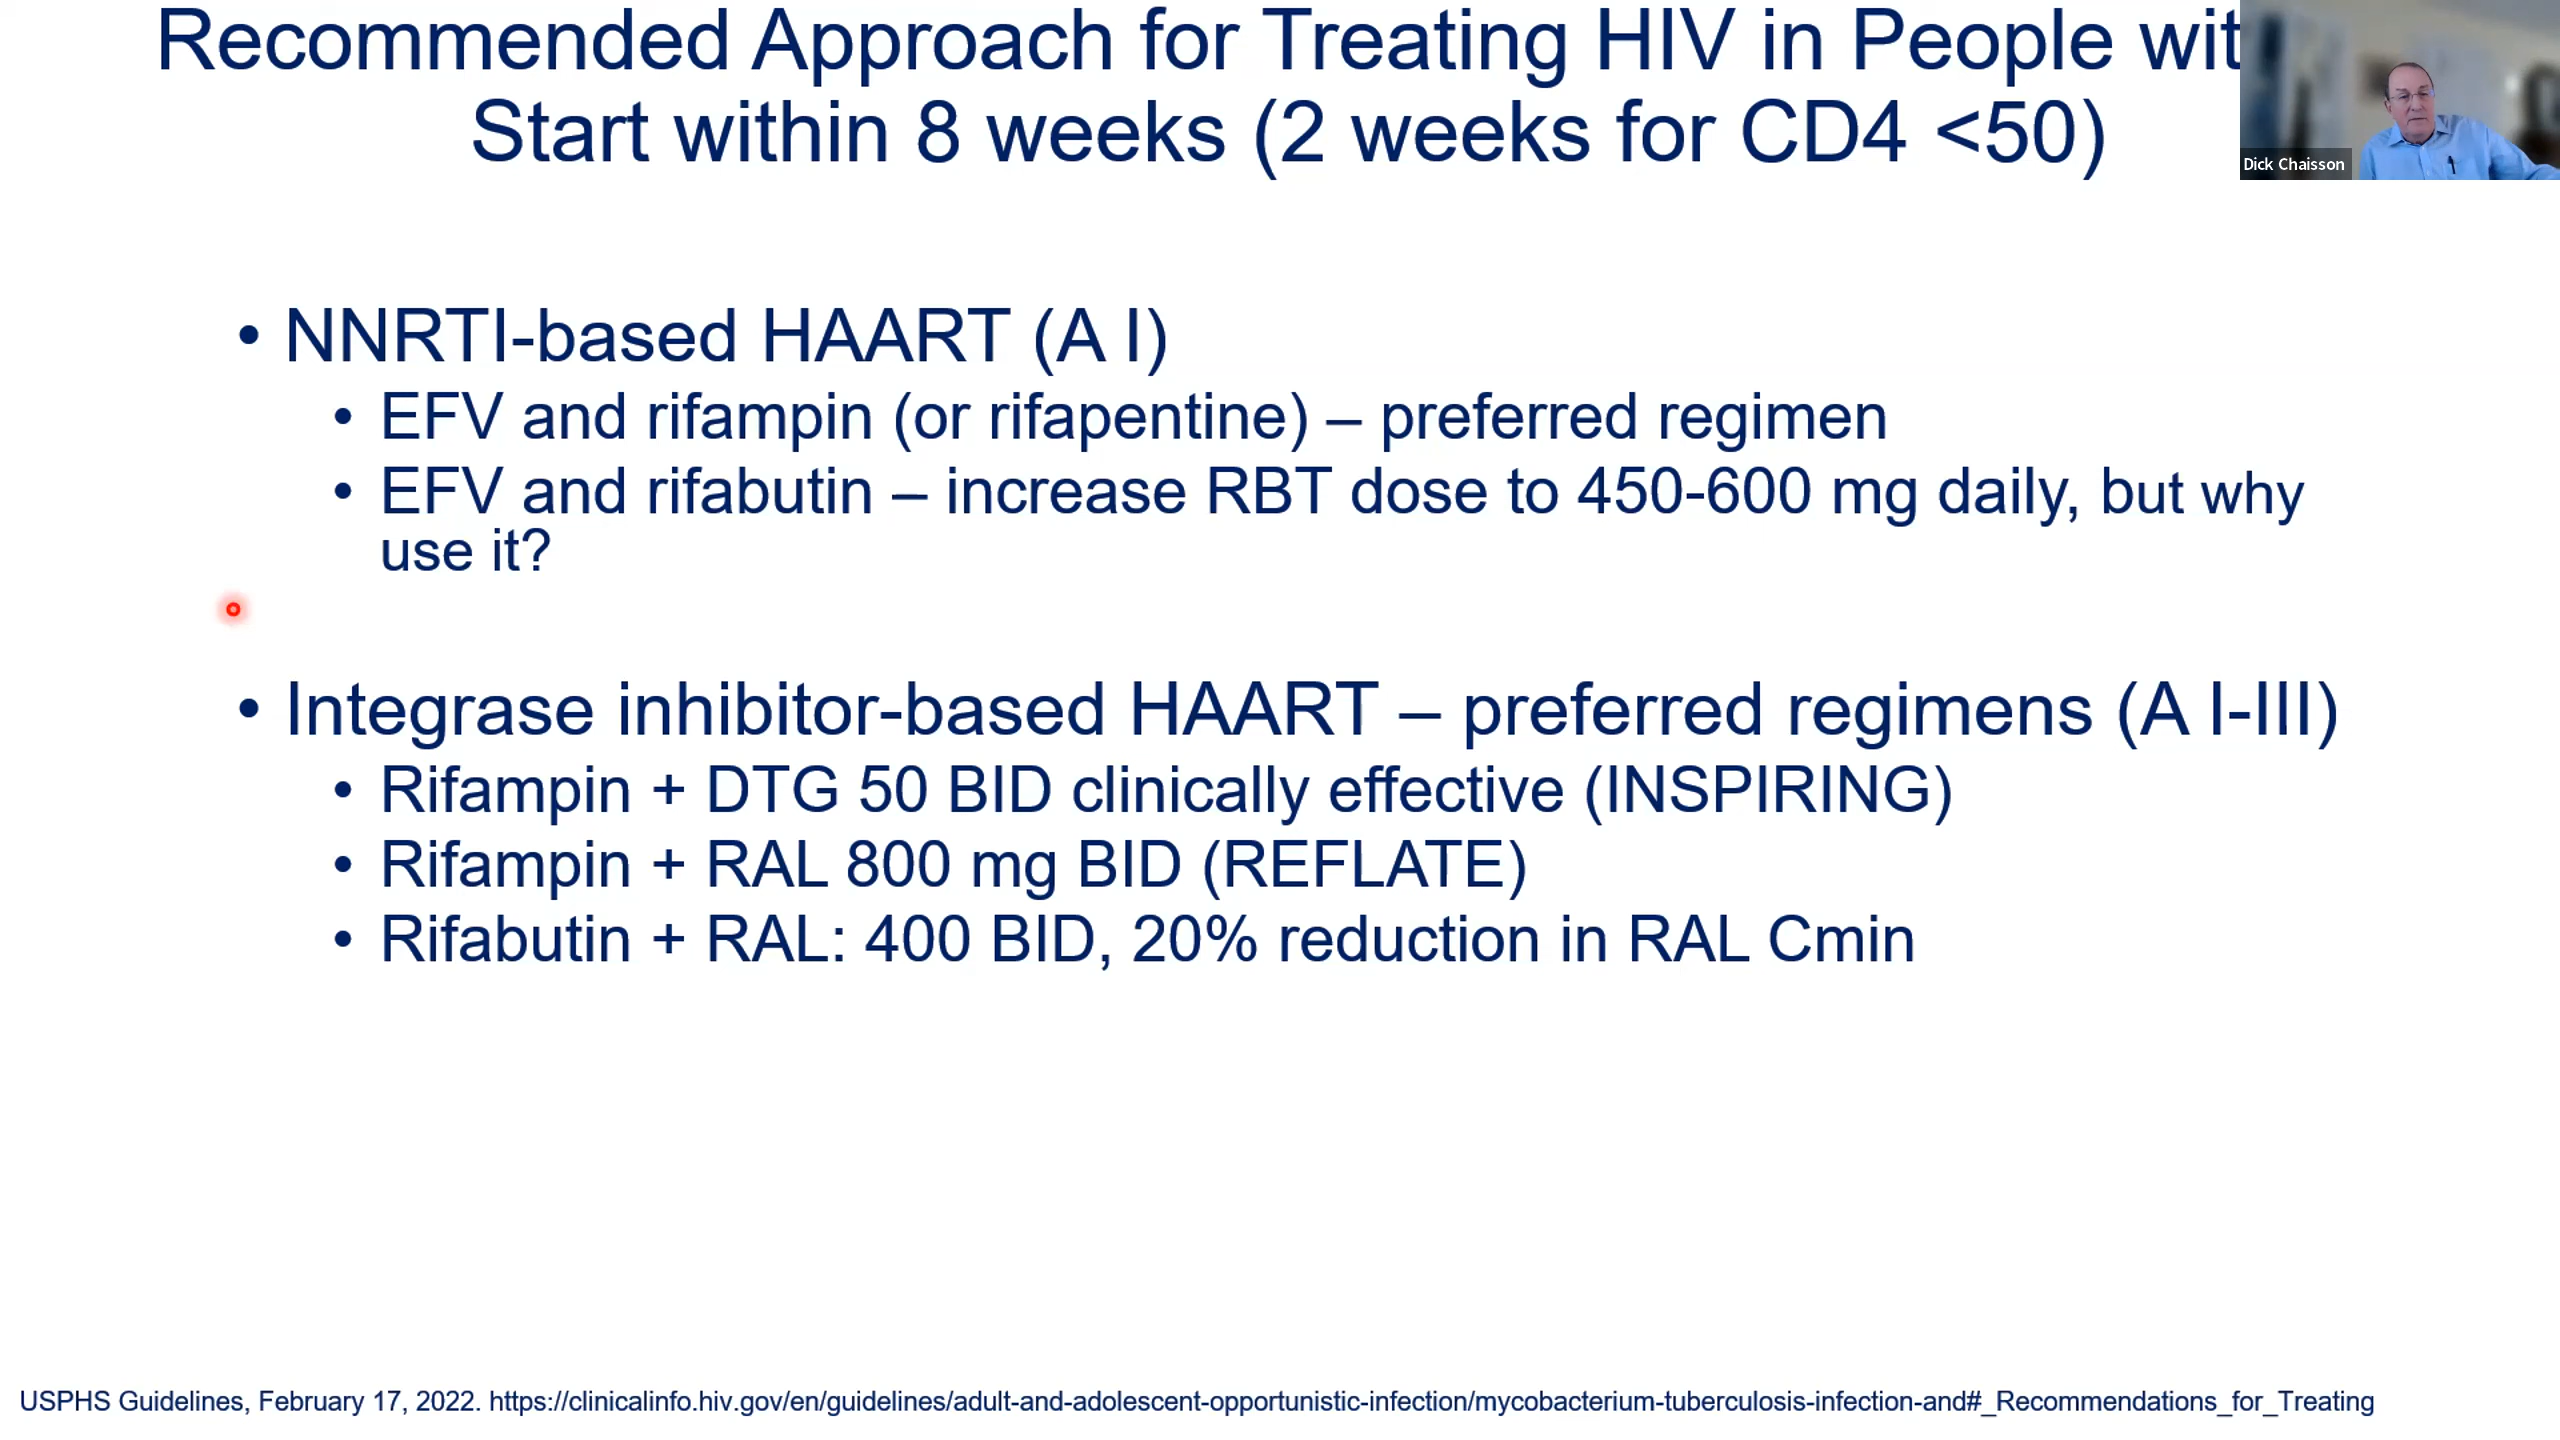 Recommended Approach for Treating HIV in People
Start within 8 weeks (2 weeks for CD4 <50)
Dick Chaisson
• NNRTI-based HAART (A I)
• EFV and rifampin (or rifapentine) – preferred regimen
• EFV and rifabutin – increase RBT dose to 450-600 mg daily, but why
use it?
• Integrase inhibitor-based HAART – preferred regimens (A I-III)
• Rifampin + DTG 50 BID clinically effective (INSPIRING)
• Rifampin + RAL 800 mg BID (REFLATE)
• Rifabutin + RAL: 400 BID, 20% reduction in RAL Cmin
USPHS Guidelines, February 17, 2022. https://clinicalinfo.hiv.gov/en/guidelines/adult-and-adolescent-opportunistic-infection/mycobacterium-tuberculosis-infection-and#_Recommendations_for_Treating